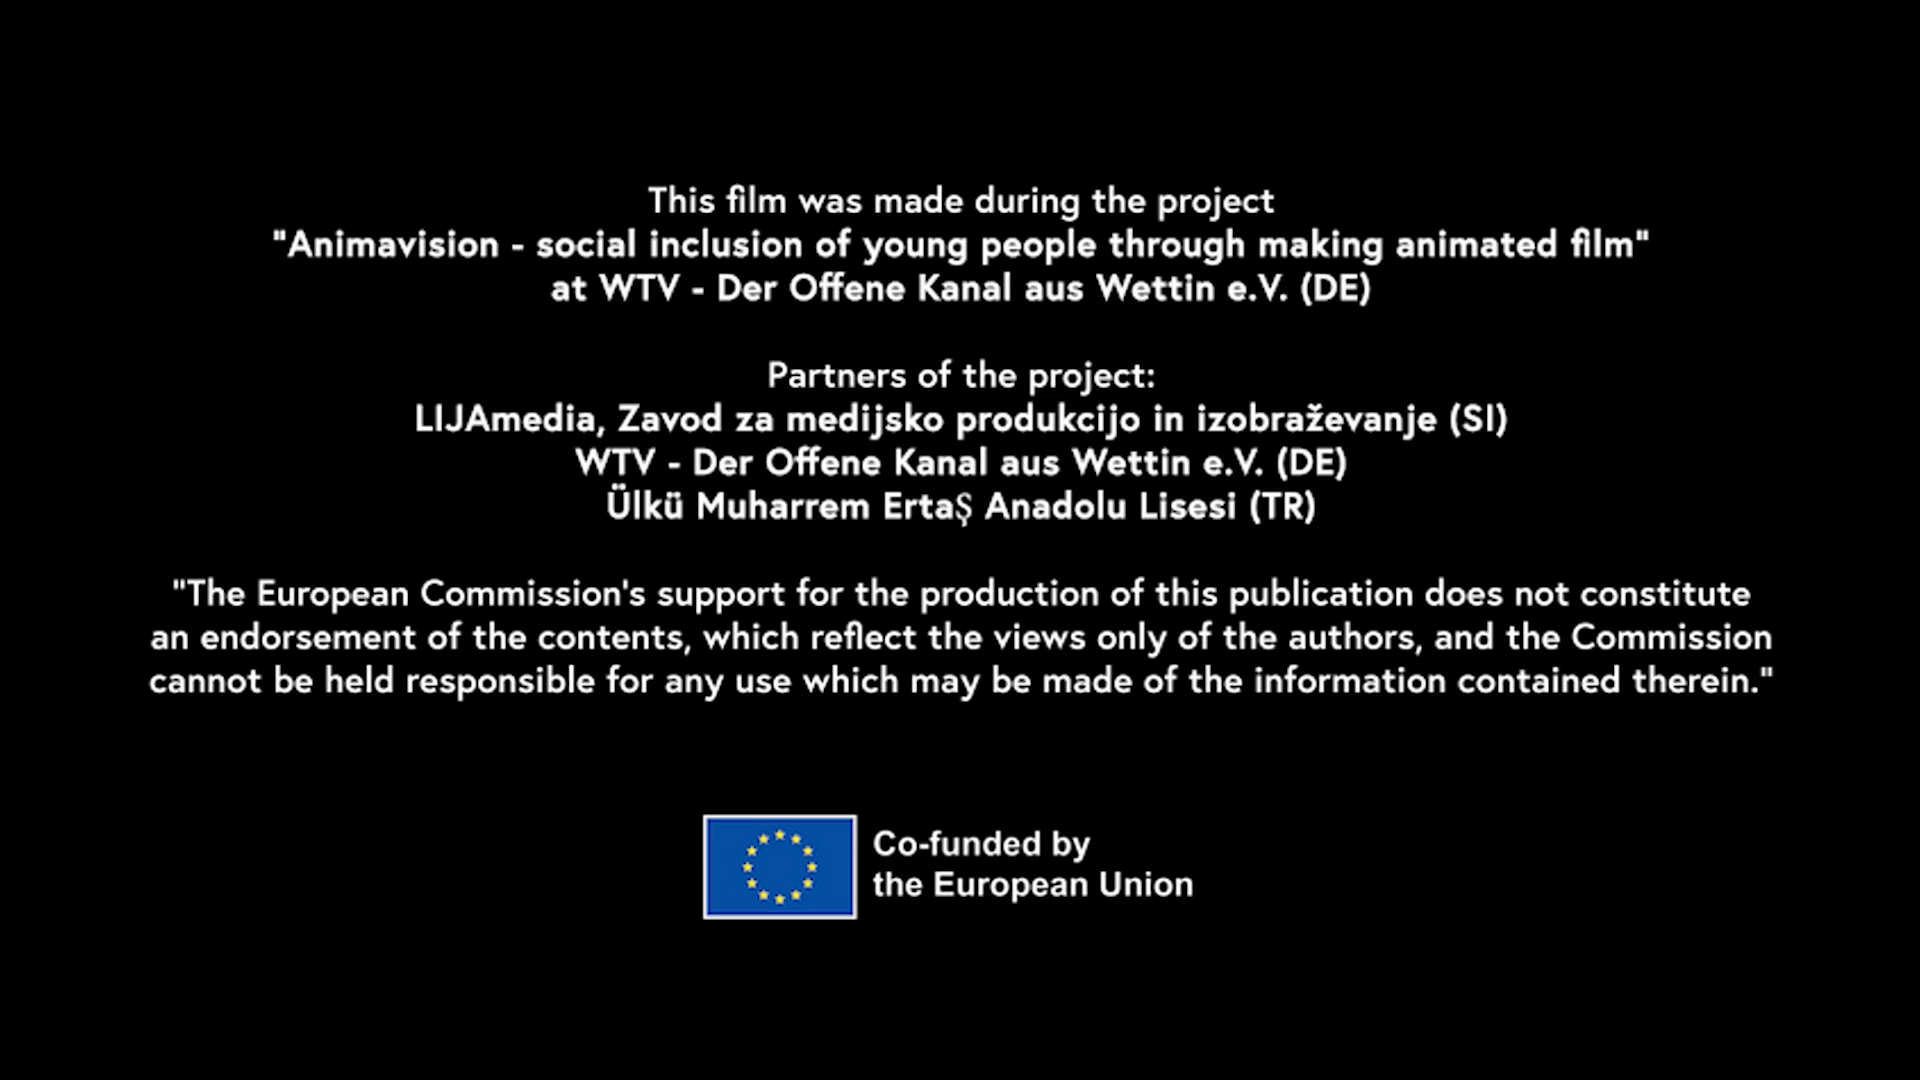 This film was made during the project
"Animavision - social inclusion of young people through making animated film"
at WTV - Der Offene Kanal aus Wettin e.V. (DE)
Partners of the project:
LIJAmedia, Zavod za medijsko produkcijo in izobraževanje (SI)
WTV - Der Offene Kanal aus Wettin e.V. (DE)
Ülkü Muharrem ErtaŞ Anadolu Lisesi (TR)
"The European Commission's support for the production of this publication does not constitute
an endorsement of the contents, which reflect the views only of the authors, and the Commission
cannot be held responsible for any use which may be made of the information contained therein."
Co-funded by
the European Union